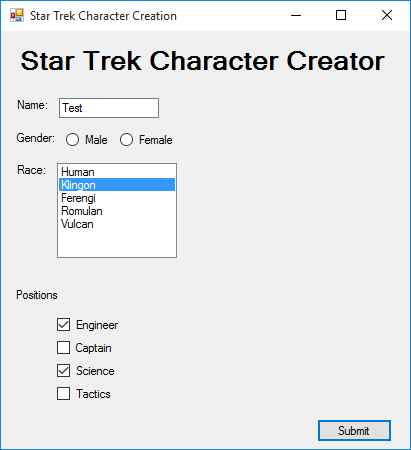 Star Trek Character Creation
Star Trek Character Creator
Name: Test
Gender: Male Female
Race: Human
Klingon
Ferengi
Romulan
Vulcan
Positions
Engineer
Captain
Science
Tactics
Submit